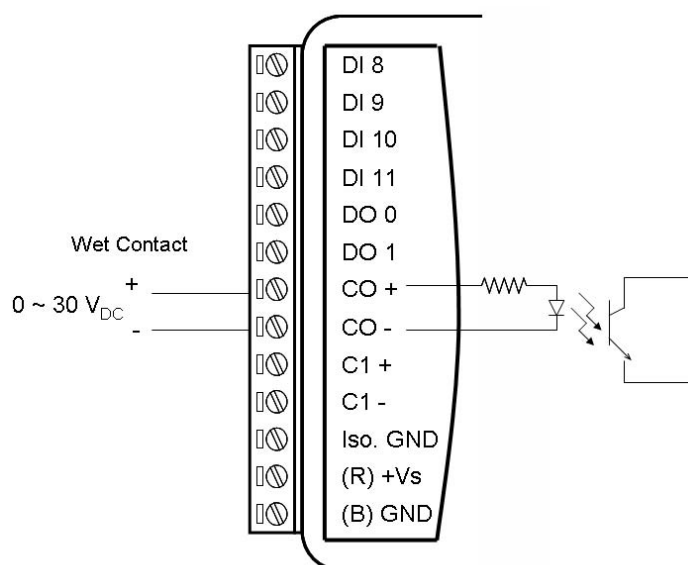 DI 8
DI 9
DI 10
DI 11
DO 0
DO 1
Wet Contact
+
0 ~ 30 VDC
-
CO +
CO -
C1 +
C1 -
Iso. GND
(R) +Vs
(B) GND